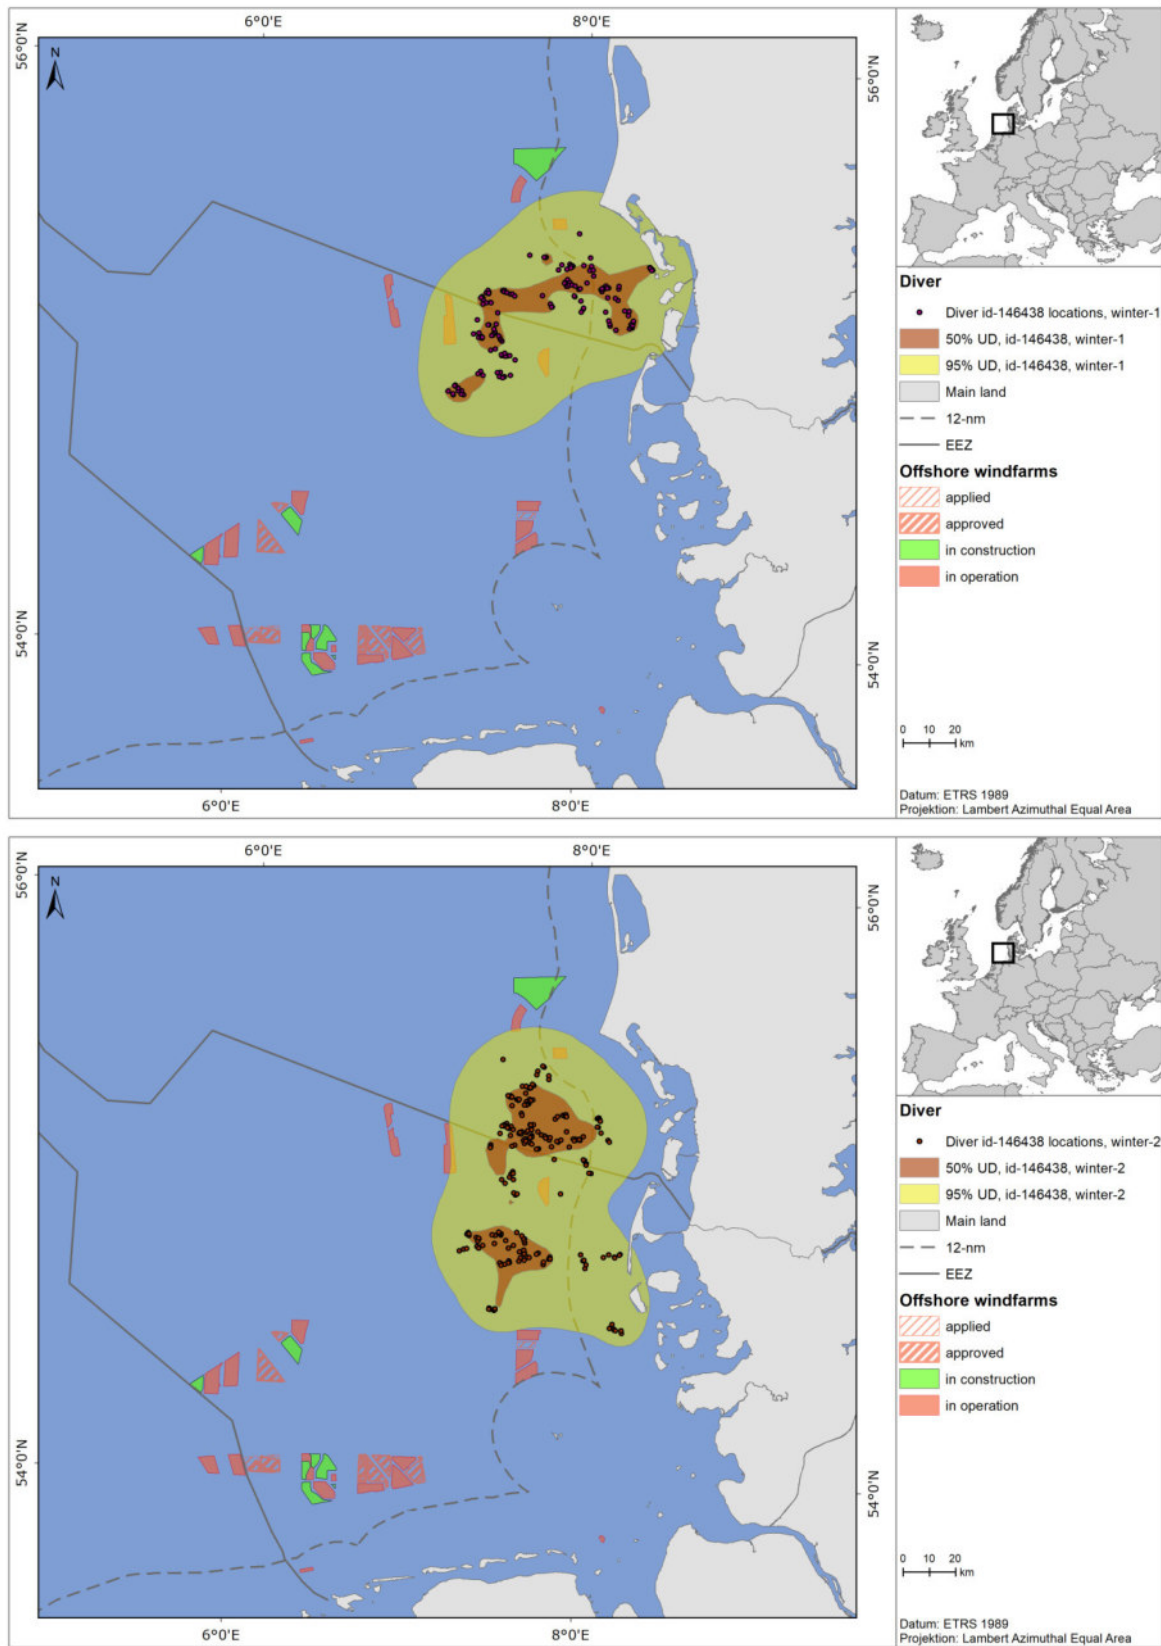 6°0'E 8°0'E
56°0'N
56°0'N
N
54°0'N
54°0'N
6°0'E 8°0'E
Diver
Diver id-146438 locations, winter-1
50% UD, id-146438, winter-1
95% UD, id-146438, winter-1
Main land
12-nm
EEZ
Offshore windfarms
applied
approved
in construction
in operation
0 10 20
km
Datum: ETRS 1989
Projektion: Lambert Azimuthal Equal Area
6°0'E 8°0'E
56°0'N
56°0'N
N
54°0'N
54°0'N
6°0'E 8°0'E
Diver
Diver id-146438 locations, winter-2
50% UD, id-146438, winter-2
95% UD, id-146438, winter-2
Main land
12-nm
EEZ
Offshore windfarms
applied
approved
in construction
in operation
0 10 20
km
Datum: ETRS 1989
Projektion: Lambert Azimuthal Equal Area